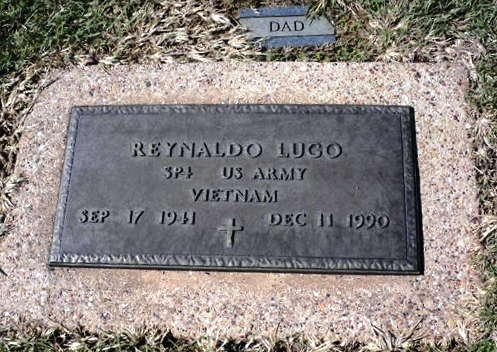 DAD
REYNALDO LUGO
SP4 US ARMY
VIETNAM
SEP 17 1941 DEC 11 1990